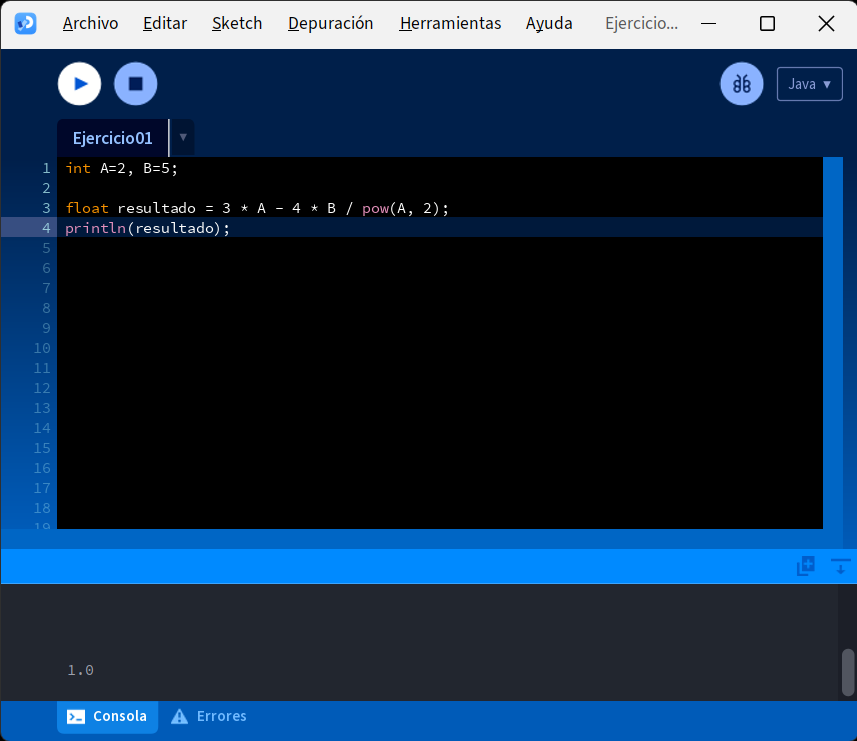 Archivo Editar Sketch Depuración Herramientas Ayuda Ejercicio...
Java ▾
Ejercicio01 ▾
1 int A=2, B=5;
2
3 float resultado = 3 * A - 4 * B / pow(A, 2);
4 println(resultado);
5
6
7
8
9
10
11
12
13
14
15
16
17
18
19
1.0
Consola Errores